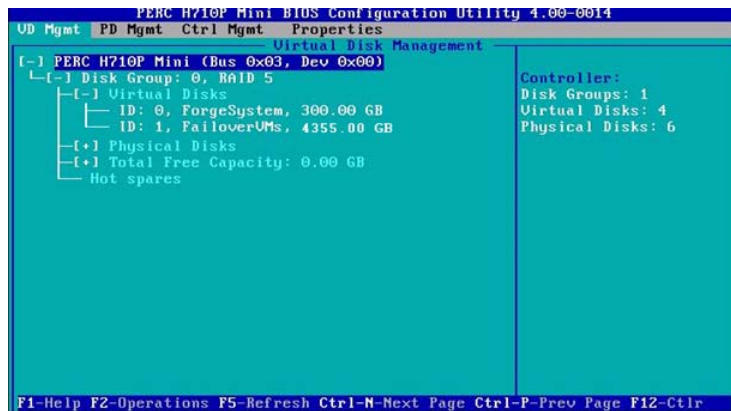 PERC H710P Mini BIOS Configuration Utility 4.00-0014
VD Mgmt PD Mgmt Ctrl Mgmt Properties
Virtual Disk Management
[-] PERC H710P Mini (Bus 0x03, Dev 0x00)
[-] Disk Group: 0, RAID 5
Controller:
[-] Virtual Disks
Disk Groups: 1
ID: 0, ForgeSystem, 300.00 GB
Virtual Disks: 4
ID: 1, FailoverVMs, 4355.00 GB
Physical Disks: 6
[+] Physical Disks
[+] Total Free Capacity: 0.00 GB
Hot spares
F1-Help F2-Operations F5-Refresh Ctrl-N-Next Page Ctrl-P-Prev Page F12-Ctlr